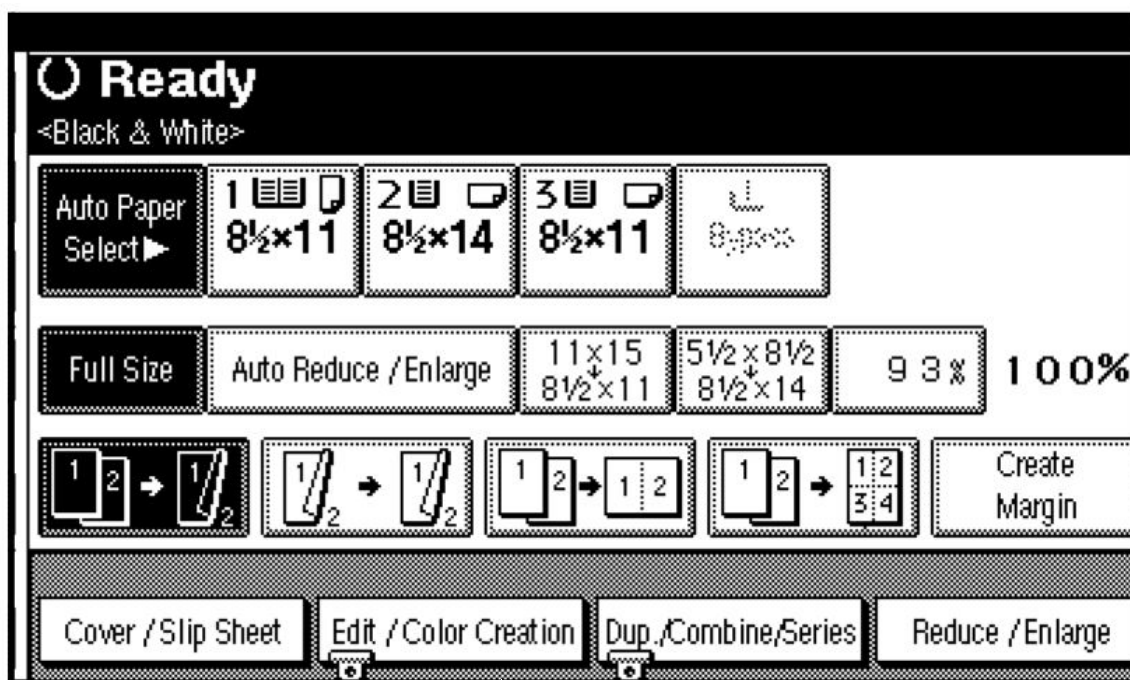 Ready
<Black & White>
Auto Paper
Select▶
1
8½×11
2
8½×14
3
8½×11
Bypass
Full Size
Auto Reduce / Enlarge
11×15
8½×11
5½×8½
8½×14
93%
100%
1 2 → 1 2
1 2 → 1 2
1 2 → 1 2
1 2 → 1 2
3 4
Create
Margin
Cover / Slip Sheet
Edit / Color Creation
Dup./Combine/Series
Reduce / Enlarge